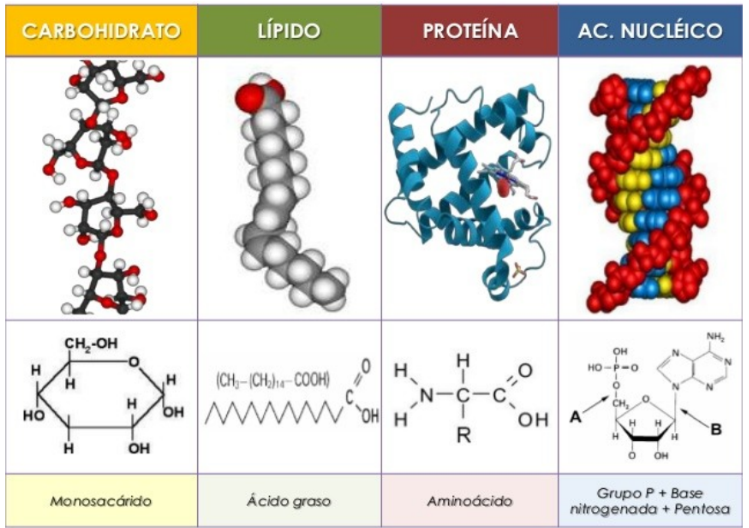 CARBOHIDRATO
LÍPIDO
PROTEÍNA
AC. NUCLÉICO
CH₂-OH
H
O
H
H
H
HO
OH
H
OH
(CH₃–(CH₂)₁₄–COOH)
O
C
OH
H
H
O
N–C–C
H
R
OH
NH₂
OH
HO–P–O
O
N
N
N
N
A
CH₂
O
B
H
H
H
H
O
OH
Monosacárido
Ácido graso
Aminoácido
Grupo P + Base
nitrogenada + Pentosa